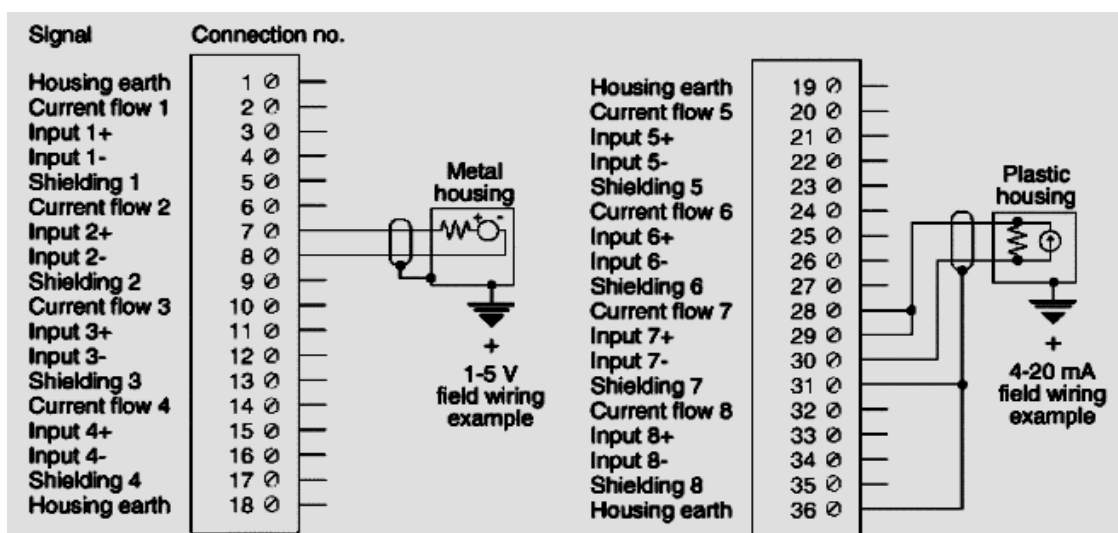 Signal Connection no.
Housing earth 1
Current flow 1 2
Input 1+ 3
Input 1- 4
Shielding 1 5
Current flow 2 6
Input 2+ 7
Input 2- 8
Shielding 2 9
Current flow 3 10
Input 3+ 11
Input 3- 12
Shielding 3 13
Current flow 4 14
Input 4+ 15
Input 4- 16
Shielding 4 17
Housing earth 18
Metal
housing
+ -
+
1-5 V
field wiring
example
Housing earth 19
Current flow 5 20
Input 5+ 21
Input 5- 22
Shielding 5 23
Current flow 6 24
Input 6+ 25
Input 6- 26
Shielding 6 27
Current flow 7 28
Input 7+ 29
Input 7- 30
Shielding 7 31
Current flow 8 32
Input 8+ 33
Input 8- 34
Shielding 8 35
Housing earth 36
Plastic
housing
+
4-20 mA
field wiring
example